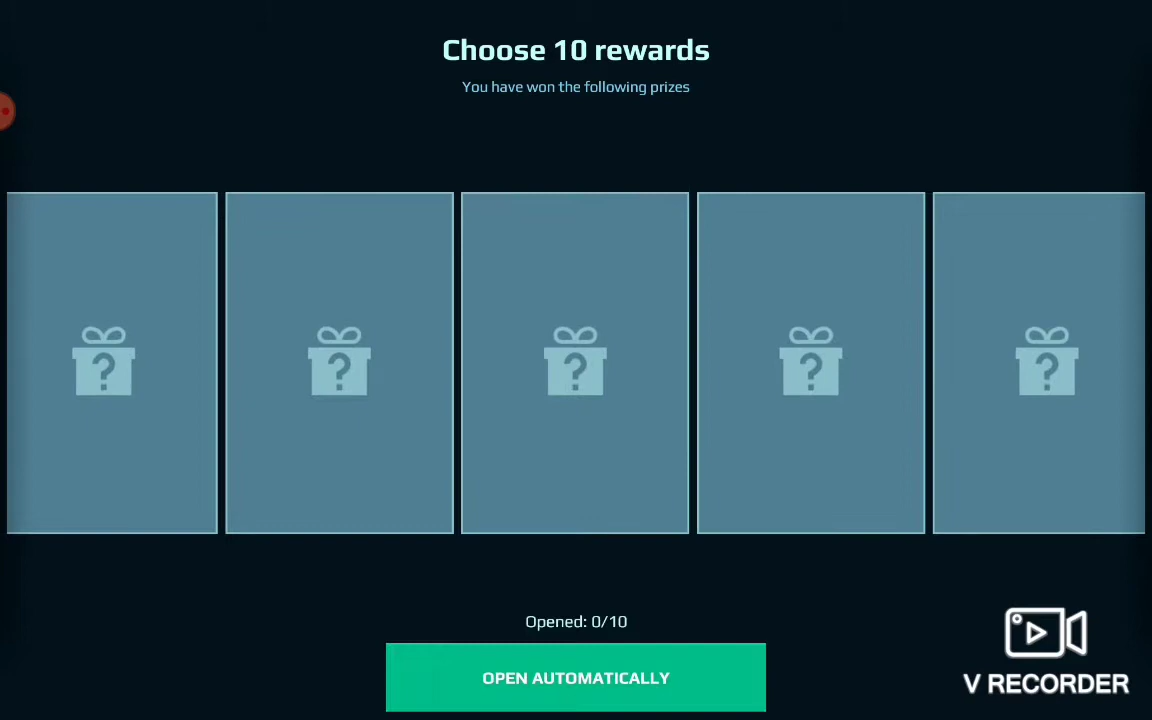 Choose 10 rewards
You have won the following prizes
?
?
?
?
?
Opened: 0/10
OPEN AUTOMATICALLY
V RECORDER